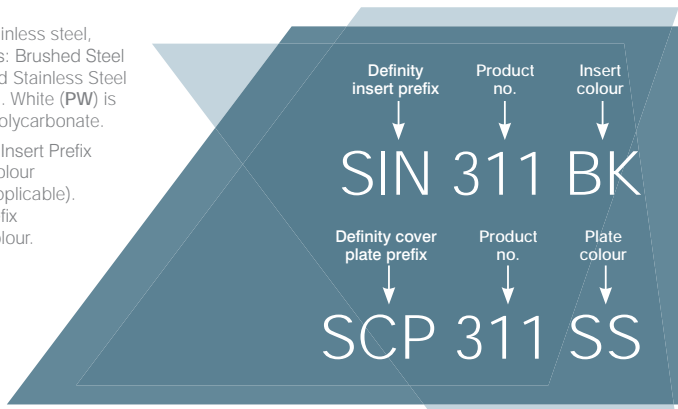 inless steel,
s: Brushed Steel
d Stainless Steel
. White (PW) is
olycarbonate.
Insert Prefix
olour
pplicable).
fix
lour.
Definity
insert prefix
Product
no.
Insert
colour
SIN 311 BK
Definity cover
plate prefix
Product
no.
Plate
colour
SCP 311 SS